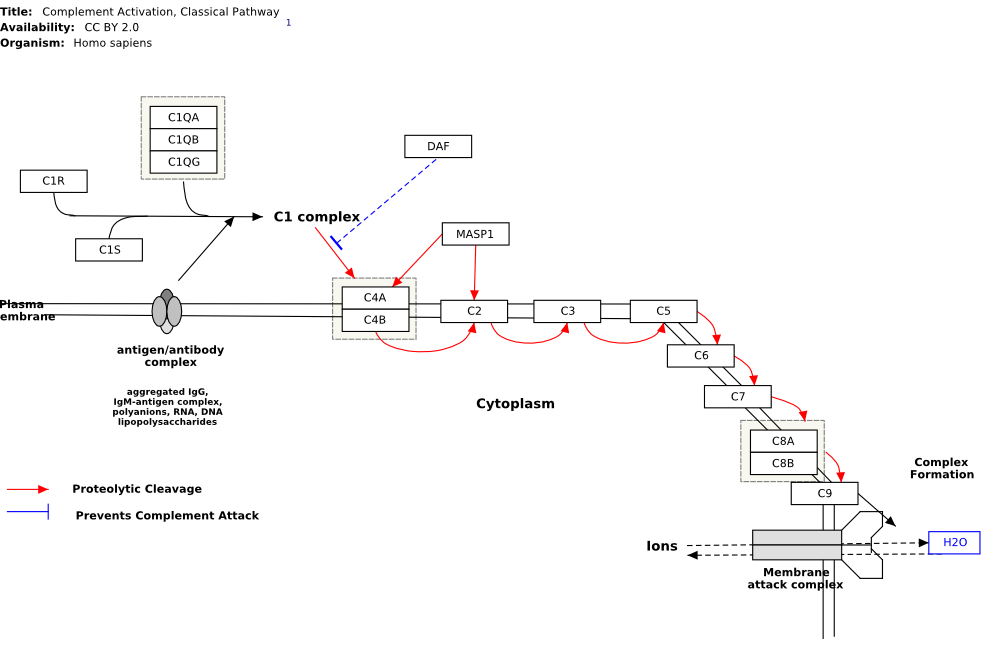 Title: Complement Activation, Classical Pathway
1
Availability: CC BY 2.0
Organism: Homo sapiens
C1QA
C1QB
C1QG
DAF
C1R
C1 complex
MASP1
C1S
Plasma
embrane
C4A
C4B
C2
C3
C5
antigen/antibody
complex
C6
aggregated IgG,
IgM-antigen complex,
polyanions, RNA, DNA
lipopolysaccharides
Cytoplasm
C7
C8A
C8B
Complex
Formation
C9
Proteolytic Cleavage
Prevents Complement Attack
Ions
H2O
Membrane
attack complex